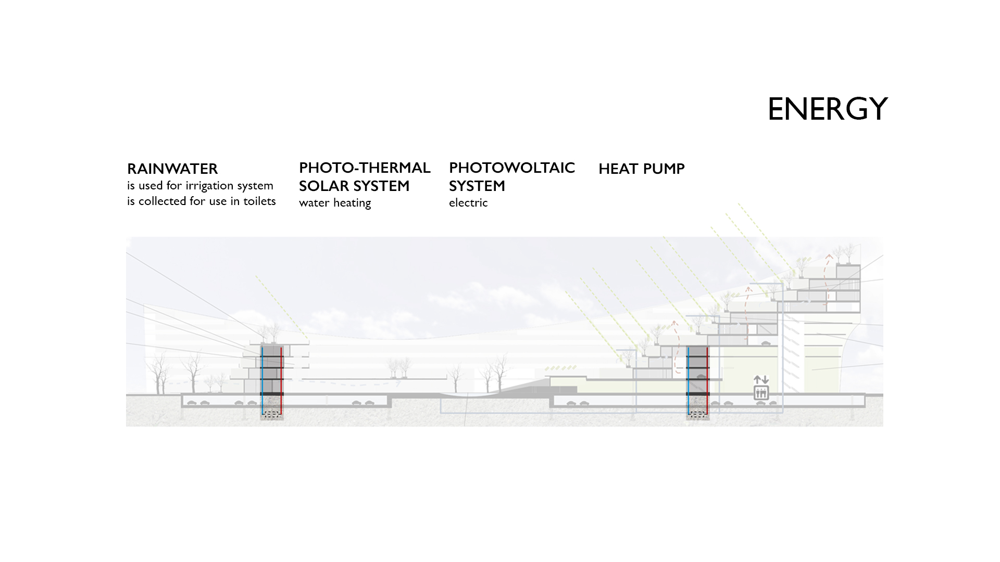 ENERGY
RAINWATER
is used for irrigation system
is collected for use in toilets
PHOTO-THERMAL
SOLAR SYSTEM
water heating
PHOTOWOLTAIC
SYSTEM
electric
HEAT PUMP